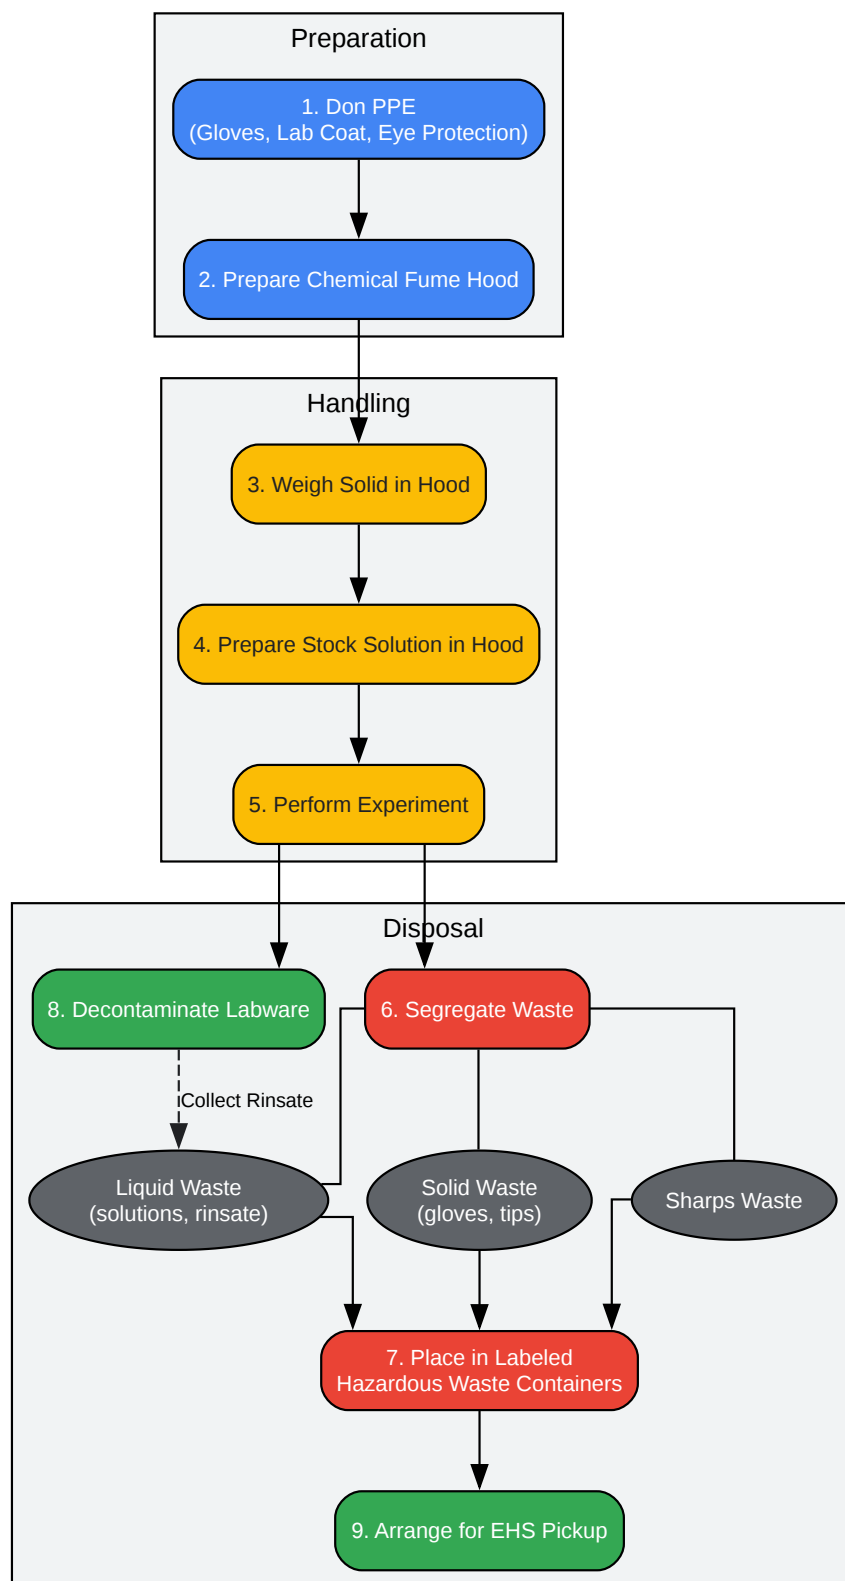 Preparation
1. Don PPE
(Gloves, Lab Coat, Eye Protection)
2. Prepare Chemical Fume Hood
Handling
3. Weigh Solid in Hood
4. Prepare Stock Solution in Hood
5. Perform Experiment
Disposal
8. Decontaminate Labware
6. Segregate Waste
Collect Rinsate
Liquid Waste
(solutions, rinsate)
Solid Waste
(gloves, tips)
Sharps Waste
7. Place in Labeled
Hazardous Waste Containers
9. Arrange for EHS Pickup